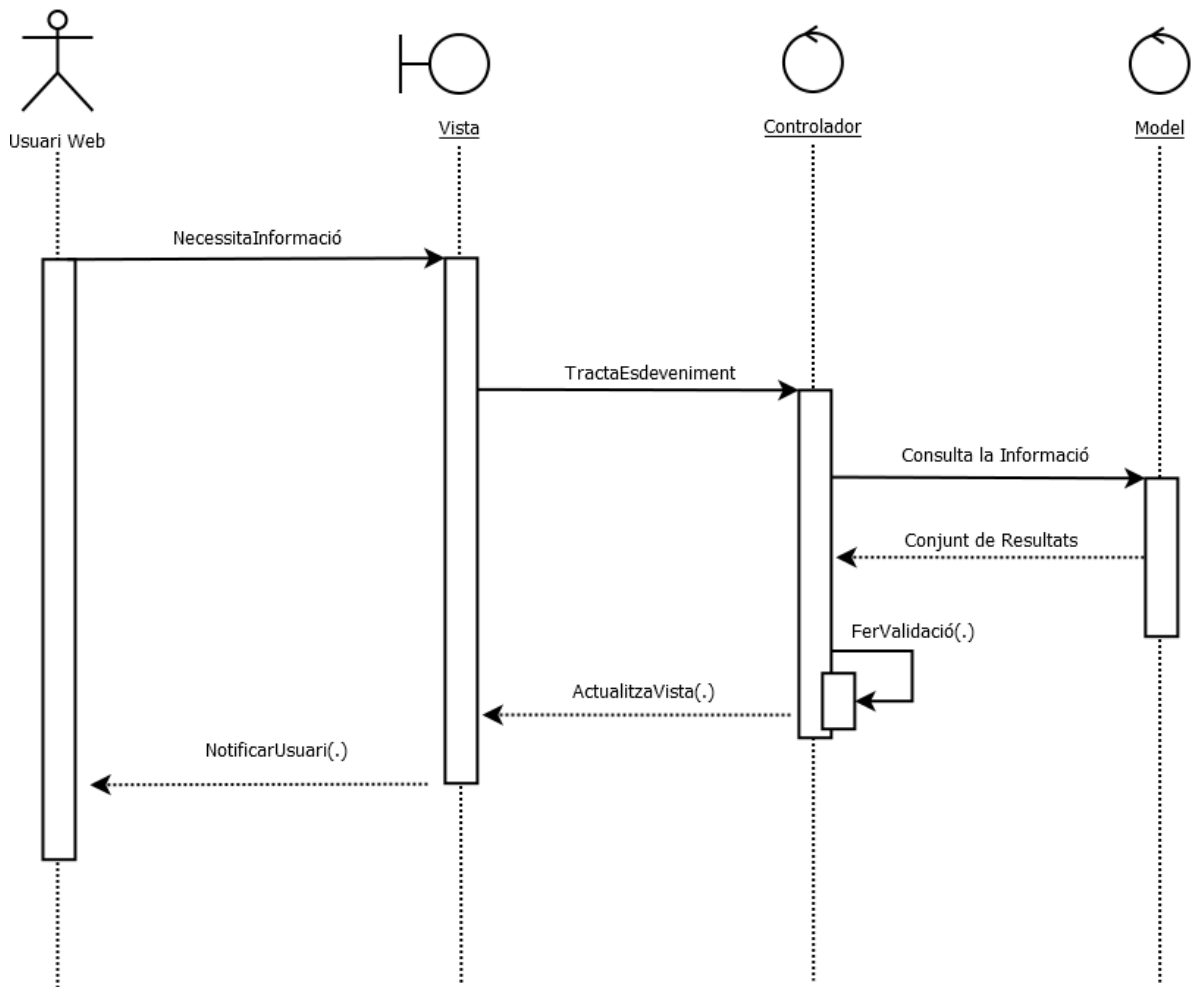 Usuari Web
Vista
Controlador
Model
NecessitaInformació
TractaEsdeveniment
Consulta la Informació
Conjunt de Resultats
FerValidació(.)
ActualitzaVista(.)
NotificarUsuari(.)